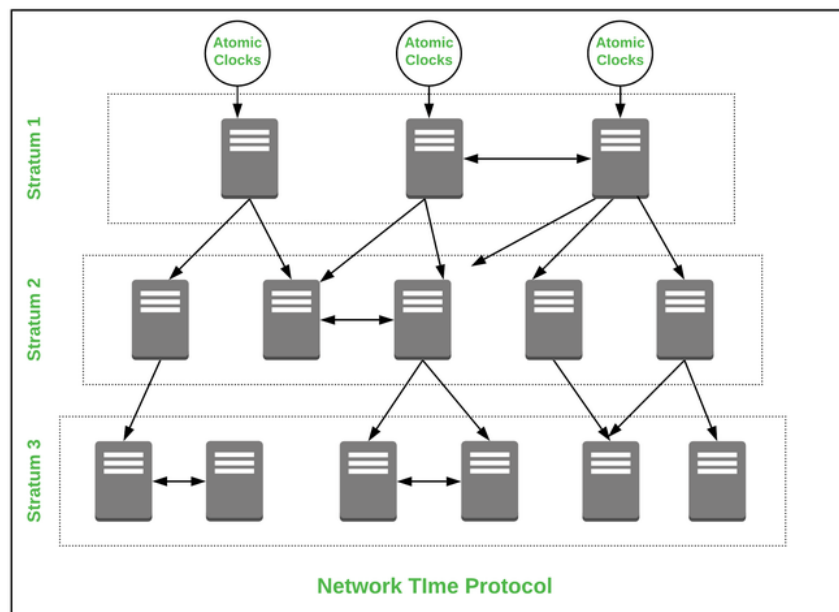 Atomic
Clocks
Atomic
Clocks
Atomic
Clocks
Stratum 1
Stratum 2
Stratum 3
Network TIme Protocol